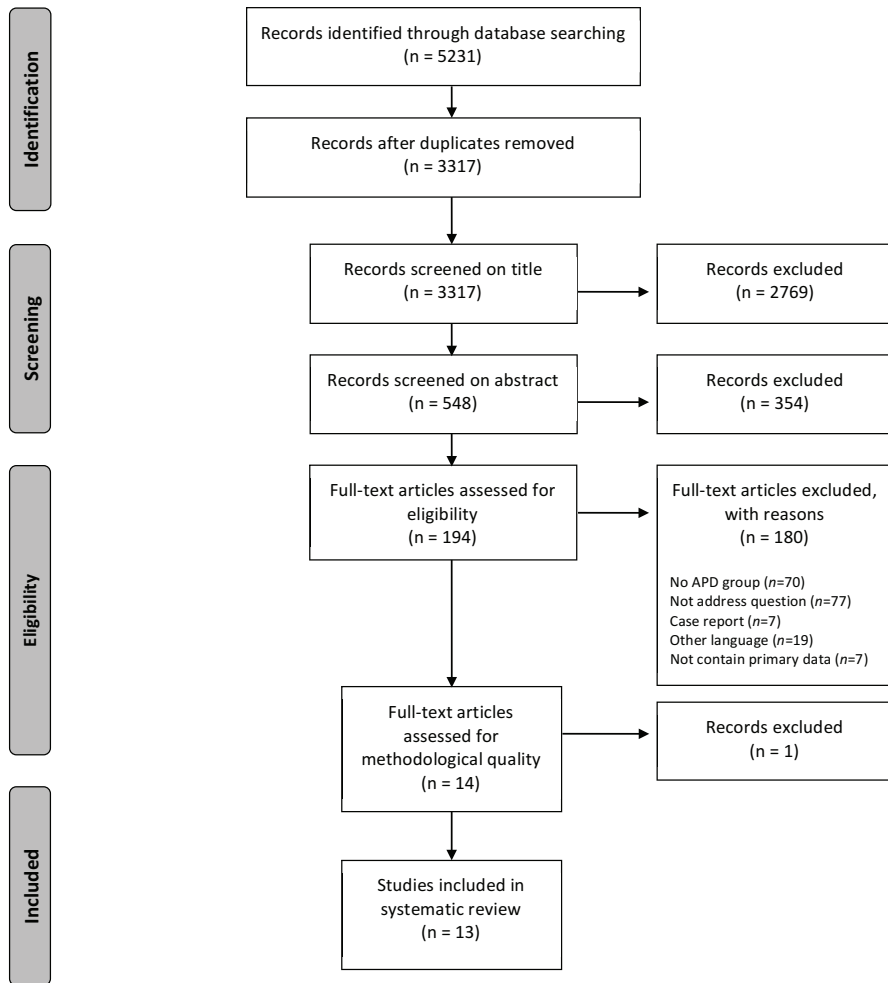 Identification
Records identified through database searching
(n = 5231)
Records after duplicates removed
(n = 3317)
Screening
Records screened on title
(n = 3317)
Records excluded
(n = 2769)
Records screened on abstract
(n = 548)
Records excluded
(n = 354)
Eligibility
Full-text articles assessed for
eligibility
(n = 194)
Full-text articles excluded,
with reasons
(n = 180)
No APD group (n=70)
Not address question (n=77)
Case report (n=7)
Other language (n=19)
Not contain primary data (n=7)
Full-text articles
assessed for
methodological quality
(n = 14)
Records excluded
(n = 1)
Included
Studies included in
systematic review
(n = 13)